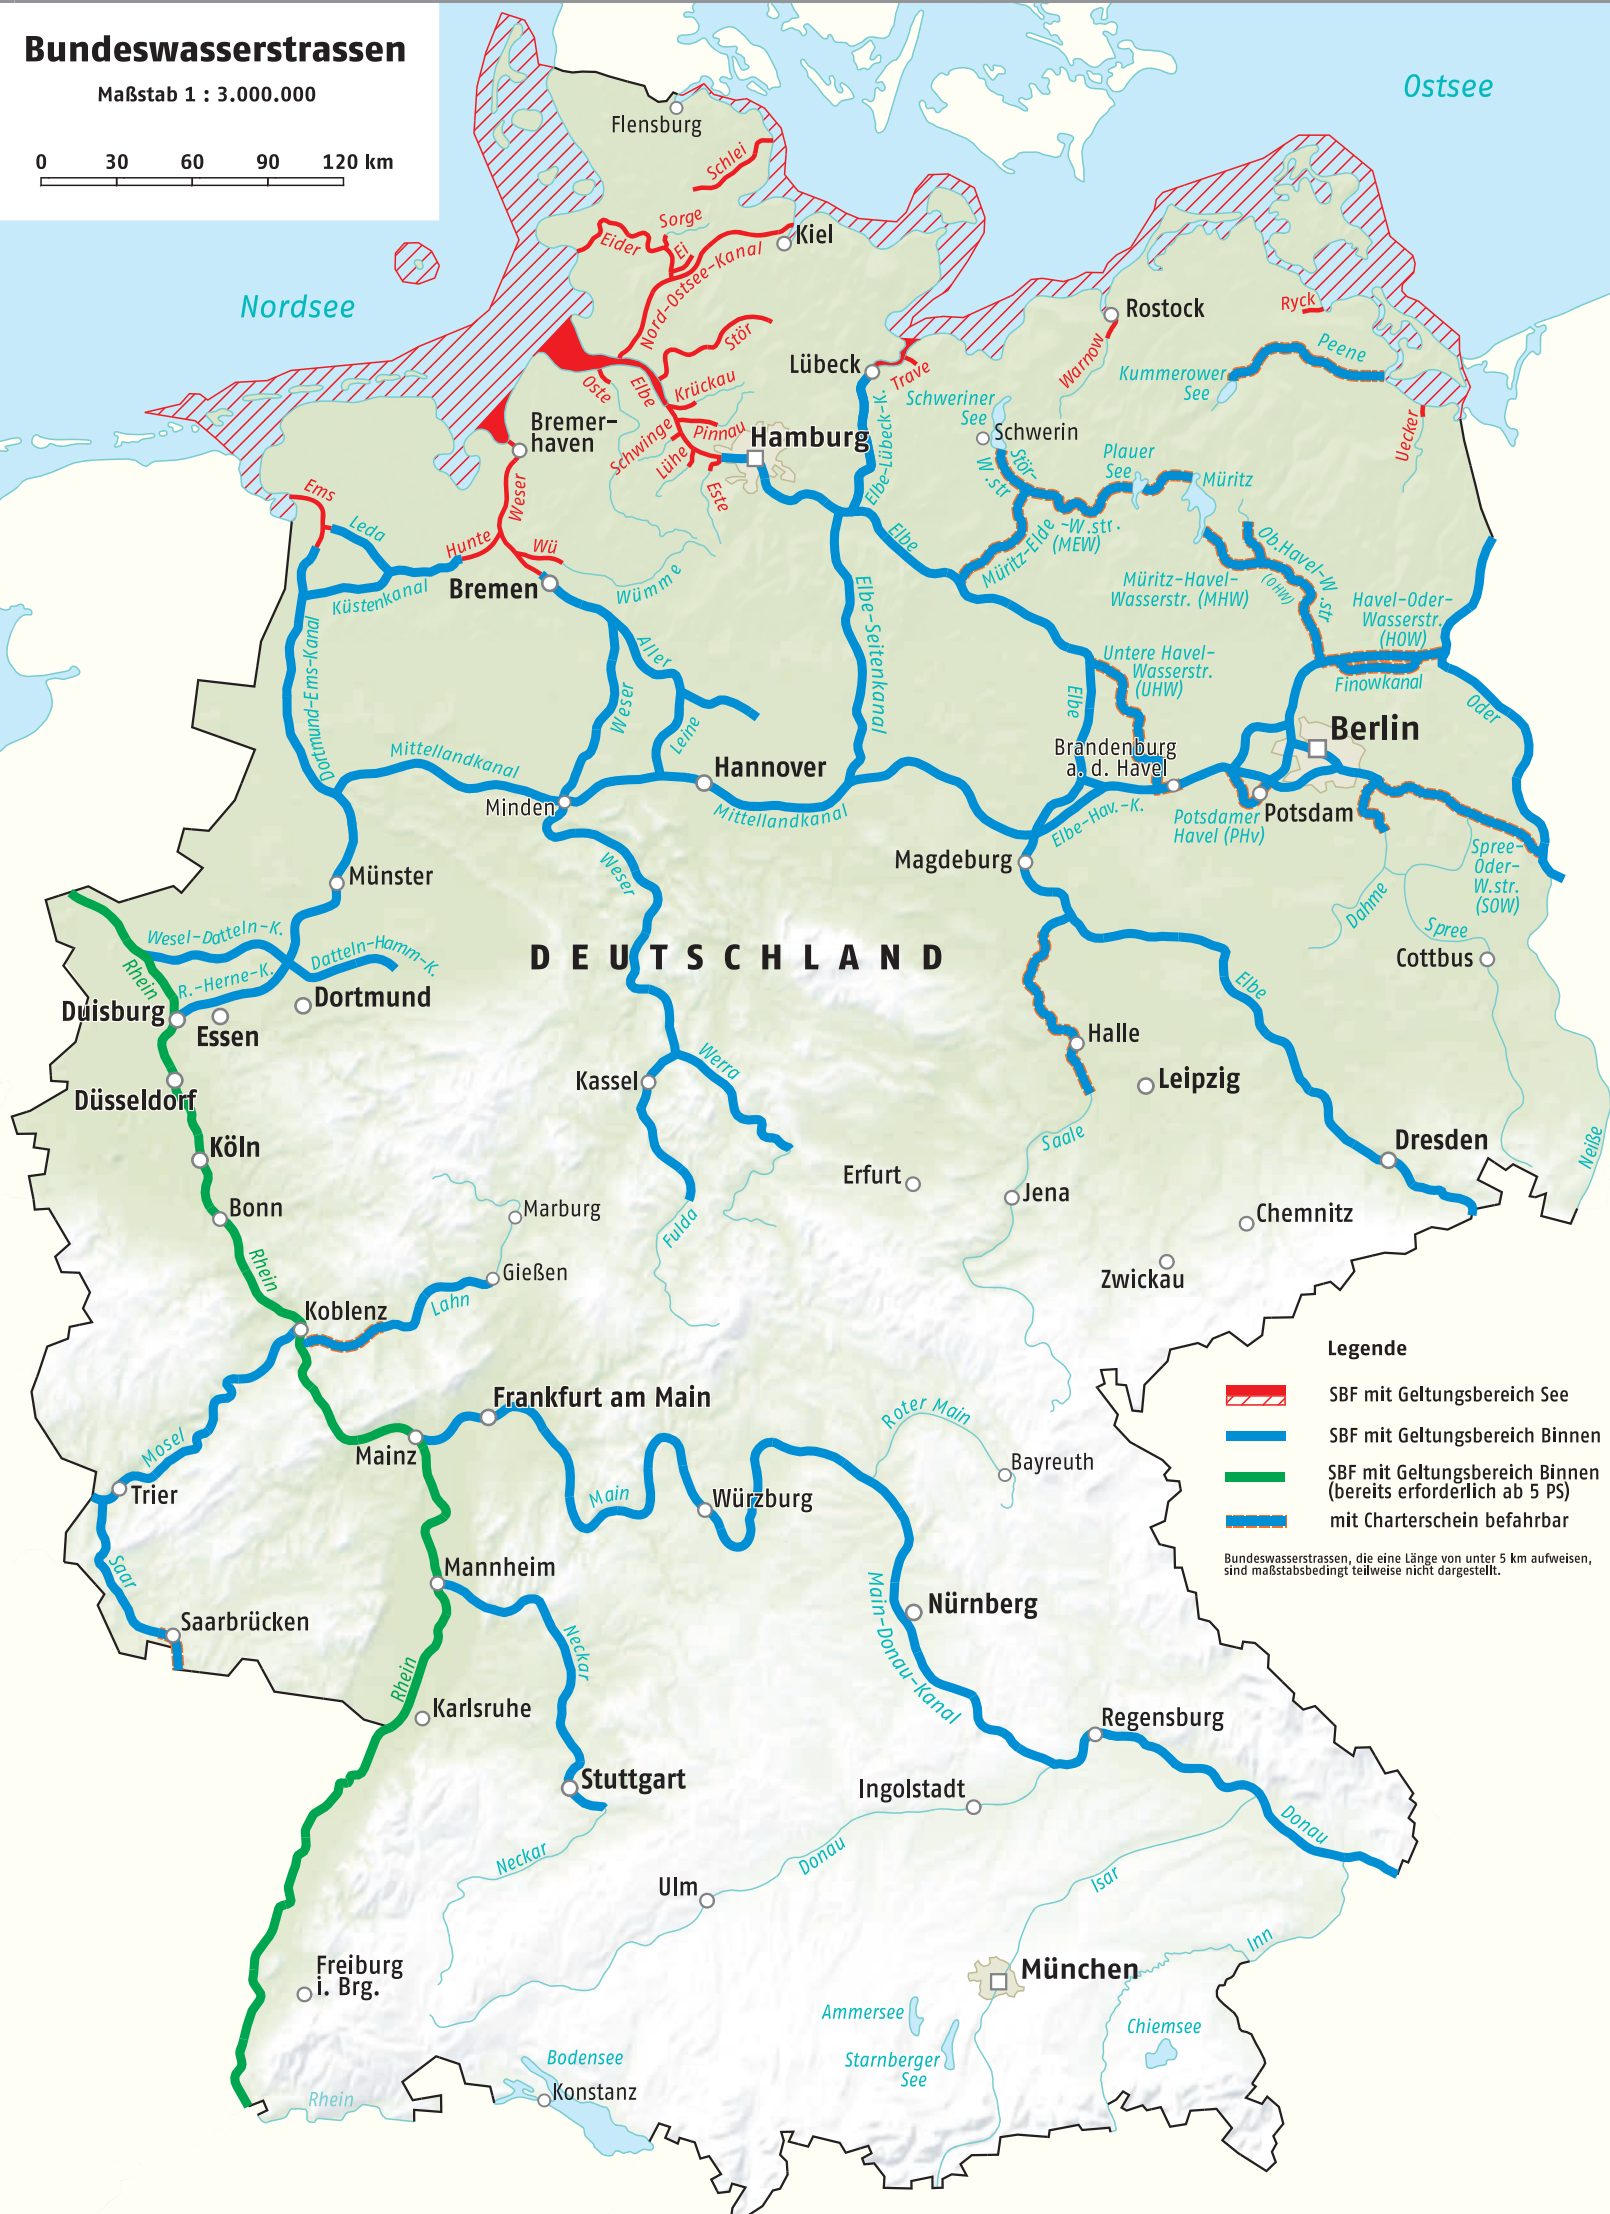 Bundeswasserstrassen
Maßstab 1 : 3.000.000
0 30 60 90 120 km
Ostsee
Nordsee
Flensburg
Schlei
Sorge
Eider
Ei
Kiel
Nord-Ostsee-Kanal
Stör
Rostock
Ryck
Warnow
Peene
Kummerower
See
Lübeck
Trave
Schweriner
See
Schwerin
Oste
Elbe
Krückau
Pinnau
Schwinge
Lühe
Este
Hamburg
Elbe-Lübeck-K.
Bremer-
haven
Uecker
Plauer
See
Müritz
Stör-
W.str
Ems
Leda
Weser
Hunte
Wü
Elbe
Müritz-Elde
-W.str.
(MEW)
Ob.Havel-W.str
(OHW)
Müritz-Havel-
Wasserstr. (MHW)
Havel-Oder-
Wasserstr.
(HOW)
Küstenkanal
Bremen
Wümme
Elbe-Seitenkanal
Dortmund-Ems-Kanal
Aller
Weser
Leine
Untere Havel-
Wasserstr.
(UHW)
Elbe
Finowkanal
Oder
Mittellandkanal
Hannover
Minden
Mittellandkanal
Brandenburg
a. d. Havel
Berlin
Elbe-Hav.-K.
Potsdamer
Havel (PHv)
Potsdam
Magdeburg
Spree-
Oder-
W.str.
(SOW)
Dahme
Spree
Cottbus
Münster
Weser
Wesel-Datteln-K.
Datteln-Hamm-K.
R.-Herne-K.
Rhein
DEUTSCHLAND
Dortmund
Duisburg
Essen
Elbe
Halle
Leipzig
Werra
Kassel
Düsseldorf
Köln
Saale
Dresden
Neiße
Erfurt
Jena
Chemnitz
Bonn
Marburg
Fulda
Rhein
Gießen
Zwickau
Koblenz
Lahn
Legende
SBF mit Geltungsbereich See
SBF mit Geltungsbereich Binnen
SBF mit Geltungsbereich Binnen
(bereits erforderlich ab 5 PS)
mit Charterschein befahrbar
Bundeswasserstrassen, die eine Länge von unter 5 km aufweisen,
sind maßstabsbedingt teilweise nicht dargestellt.
Frankfurt am Main
Roter Main
Mosel
Mainz
Bayreuth
Trier
Main
Würzburg
Saar
Mannheim
Main-Donau-Kanal
Nürnberg
Saarbrücken
Neckar
Rhein
Karlsruhe
Regensburg
Stuttgart
Ingolstadt
Donau
Neckar
Donau
Isar
Ulm
Inn
Freiburg
i. Brg.
München
Ammersee
Chiemsee
Starnberger
See
Bodensee
Konstanz
Rhein